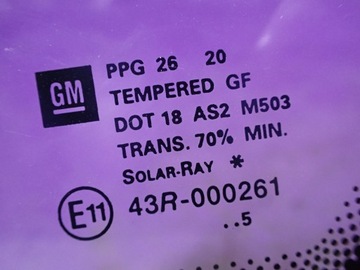 GM
PPG 26 20
TEMPERED GF
DOT 18 AS2 M503
TRANS. 70% MIN.
SOLAR-RAY *
E11 43R-000261
..5